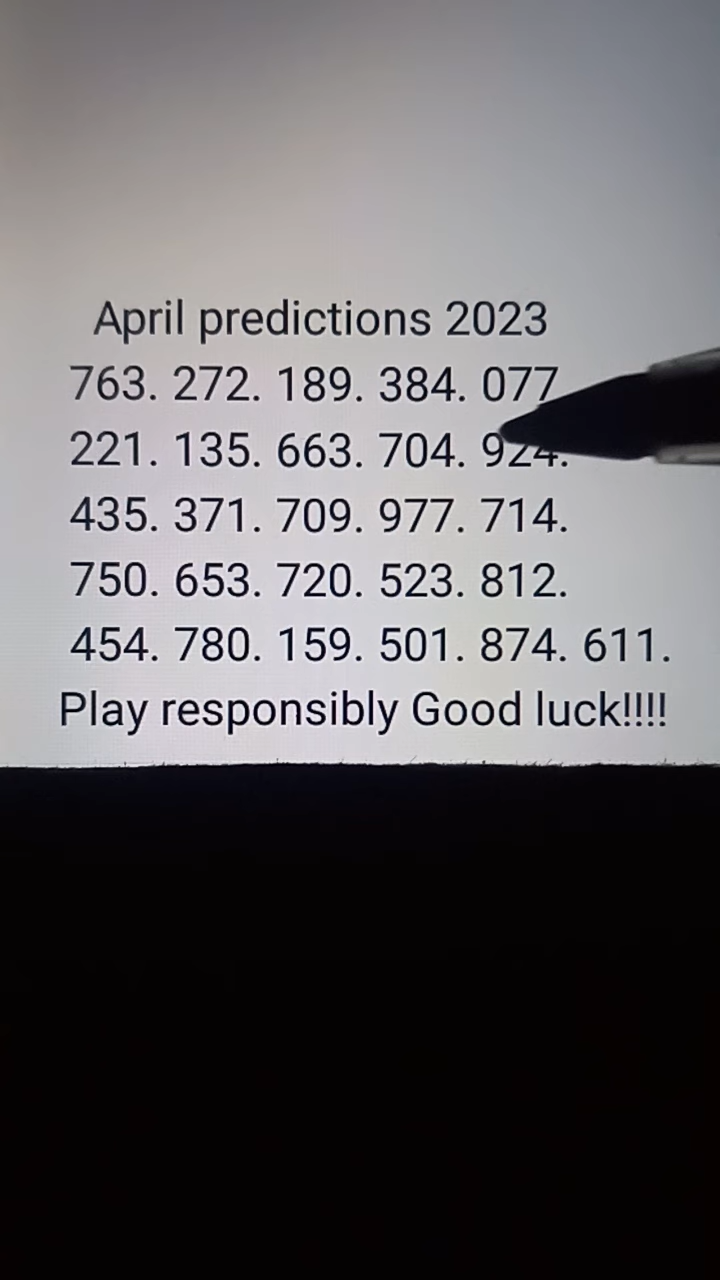 April predictions 2023
763. 272. 189. 384. 077
221. 135. 663. 704. 924.
435. 371. 709. 977. 714.
750. 653. 720. 523. 812.
454. 780. 159. 501. 874. 611.
Play responsibly Good luck!!!!